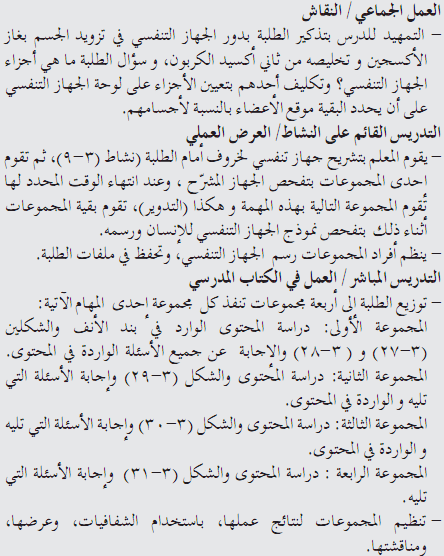 العمل الجماعي/ النقاش
– التمهيد للدرس بتذكير الطلبة بدور الجهاز التنفسي في تزويد الجسم بغاز
الأكسجين و تخليصه من ثاني أكسيد الكربون، و سؤال الطلبة ما هي أجزاء
الجهاز التنفسي؟ وتكليف أحدهم بتعيين الأجزاء على لوحة الجهاز التنفسي
على أن يحدد البقية موقع الأعضاء بالنسبة لأجسامهم.
التدريس القائم على النشاط/ العرض العملي
– يقوم المعلم بتشريح جهاز تنفسي لخروف أمام الطلبة (نشاط (٣-٩)، ثم تقوم
احدى المجموعات بتفحص الجهاز المشرّح ، وعند انتهاء الوقت المحدد لها
تقوم المجموعة التالية بهذه المهمة و هكذا (التدوير)، تقوم بقية المجموعات
أثناء ذلك بتفحص نموذج الجهاز التنفسي للإنسان ورسمه.
– ينظم أفراد المجموعات رسم الجهاز التنفسي، وتحفظ في ملفات الطلبة.
التدريس المباشر/ العمل في الكتاب المدرسي
– توزيع الطلبة إلى أربعة مجموعات تنفذ كل مجموعة احدى المهام الآتية:
المجموعة الأولى: دراسة المحتوى الوارد في بند الأنف والشكلين
(٣-٢٧) و (٣-٢٨) والاجابة عن جميع الأسئلة الواردة في المحتوى.
المجموعة الثانية: دراسة المحتوى والشكل (٣-٢٩) وإجابة الأسئلة التي
تليه و الواردة في المحتوى.
المجموعة الثالثة: دراسة المحتوى والشكل (٣-٣٠) وإجابة الأسئلة التي تليه
و الواردة في المحتوى.
المجموعة الرابعة : دراسة المحتوى والشكل (٣-٣١) وإجابة الأسئلة التي
تليه.
– تنظيم المجموعات لنتائج عملها، باستخدام الشفافيات، وعرضها،
ومناقشتها.